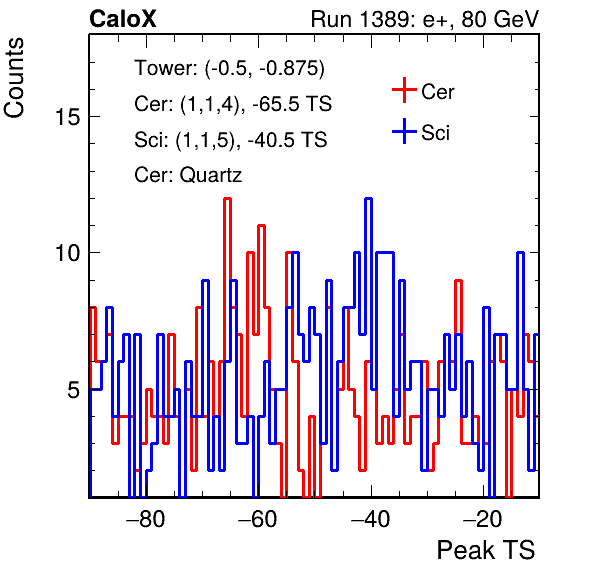 CaloX Run 1389: e+, 80 GeV
Counts
Tower: (-0.5, -0.875)
Cer: (1,1,4), -65.5 TS
Sci: (1,1,5), -40.5 TS
Cer: Quartz
Cer
Sci
15
10
5
−80 −60 −40 −20
Peak TS